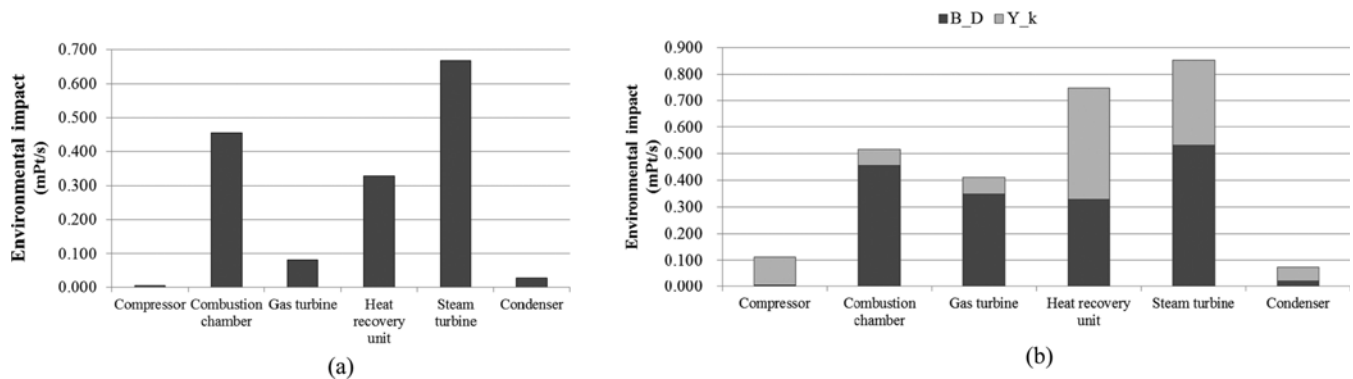 Environmental impact
(mPt/s)
0.700
0.600
0.500
0.400
0.300
0.200
0.100
0.000
Compressor
Combustion
chamber
Gas turbine
Heat
recovery
unit
Steam
turbine
Condenser
(a)
B_D
Y_k
Environmental impact
(mPt/s)
0.900
0.800
0.700
0.600
0.500
0.400
0.300
0.200
0.100
0.000
Compressor
Combustion
chamber
Gas turbine
Heat recovery
unit
Steam turbine
Condenser
(b)